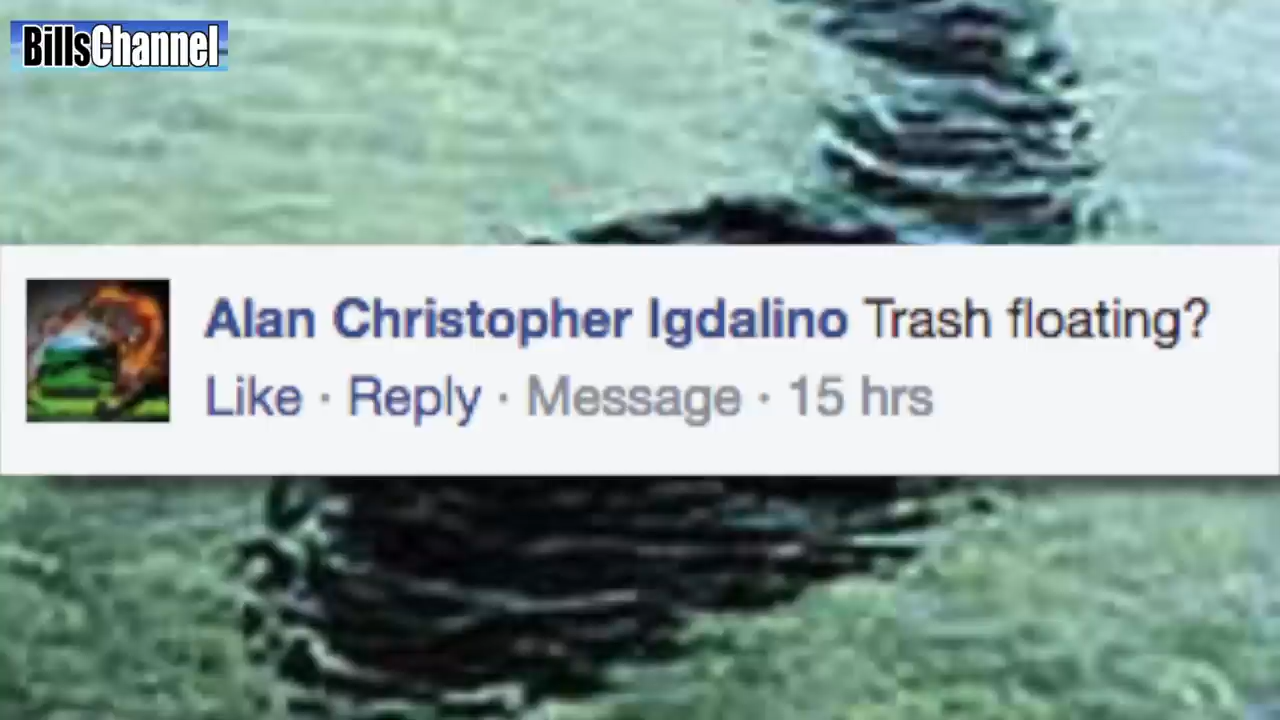 BillsChannel
Alan Christopher Igdalino Trash floating?
Like · Reply · Message · 15 hrs